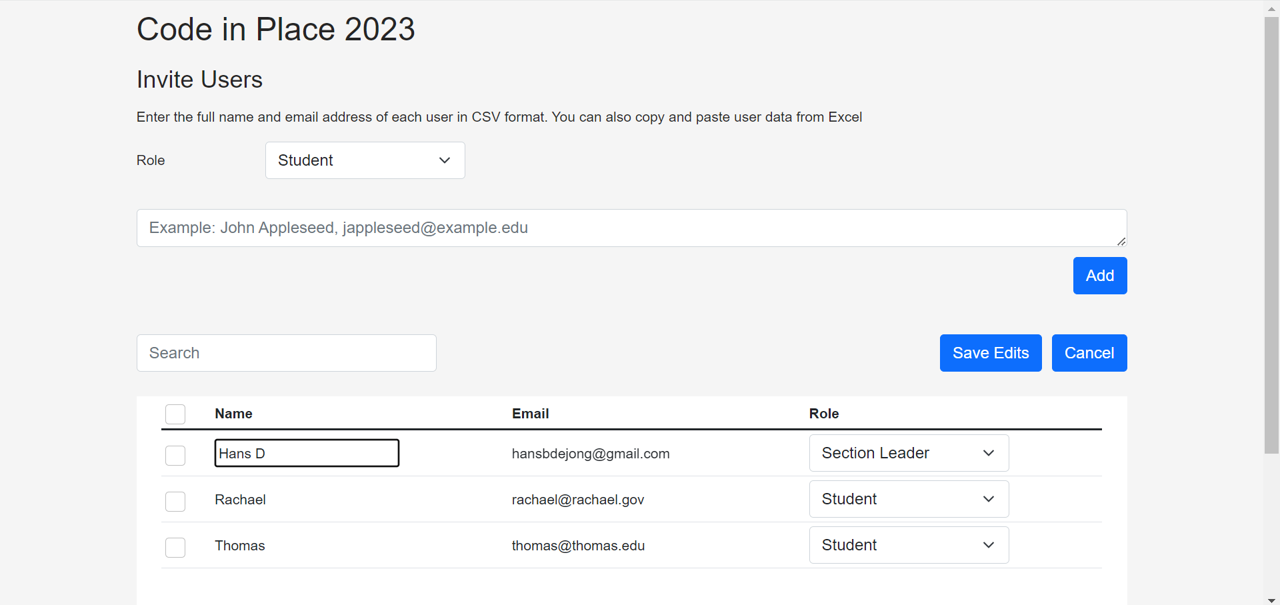 Code in Place 2023
Invite Users
Enter the full name and email address of each user in CSV format. You can also copy and paste user data from Excel
Role Student
Example: John Appleseed, jappleseed@example.edu
Add
Search Save Edits Cancel
Name Email Role
Hans D hansbdejong@gmail.com Section Leader
Rachael rachael@rachael.gov Student
Thomas thomas@thomas.edu Student